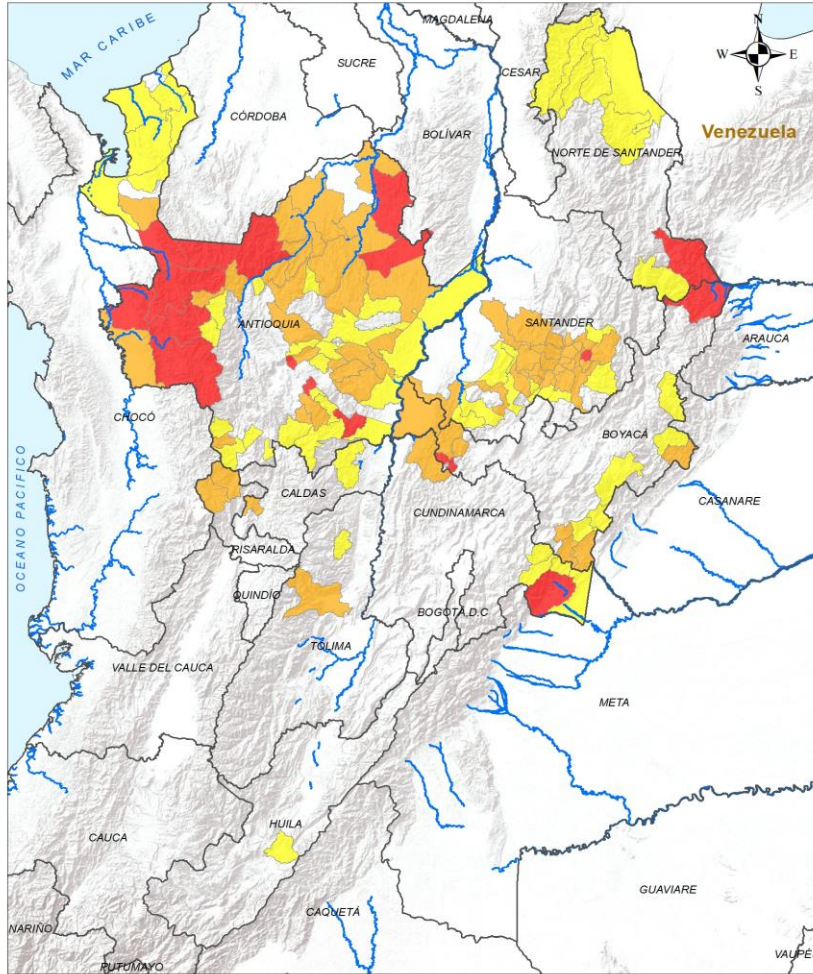 MAGDALENA
N
MAR CARIBE
W
E
SUCRE
CESAR
S
CÓRDOBA
BOLÍVAR
Venezuela
NORTE DE SANTANDER
ANTIOQUIA
SANTANDER
ARAUCA
CHOCÓ
BOYACÁ
CALDAS
CASANARE
CUNDINAMARCA
OCEANO PACIFICO
RISARALDA
QUINDÍO
BOGOTÁ,D.C
TOLIMA
VALLE DEL CAUCA
META
HUILA
CAUCA
GUAVIARE
CAQUETÁ
NARIÑO
PUTUMAYO
VAUPÉ